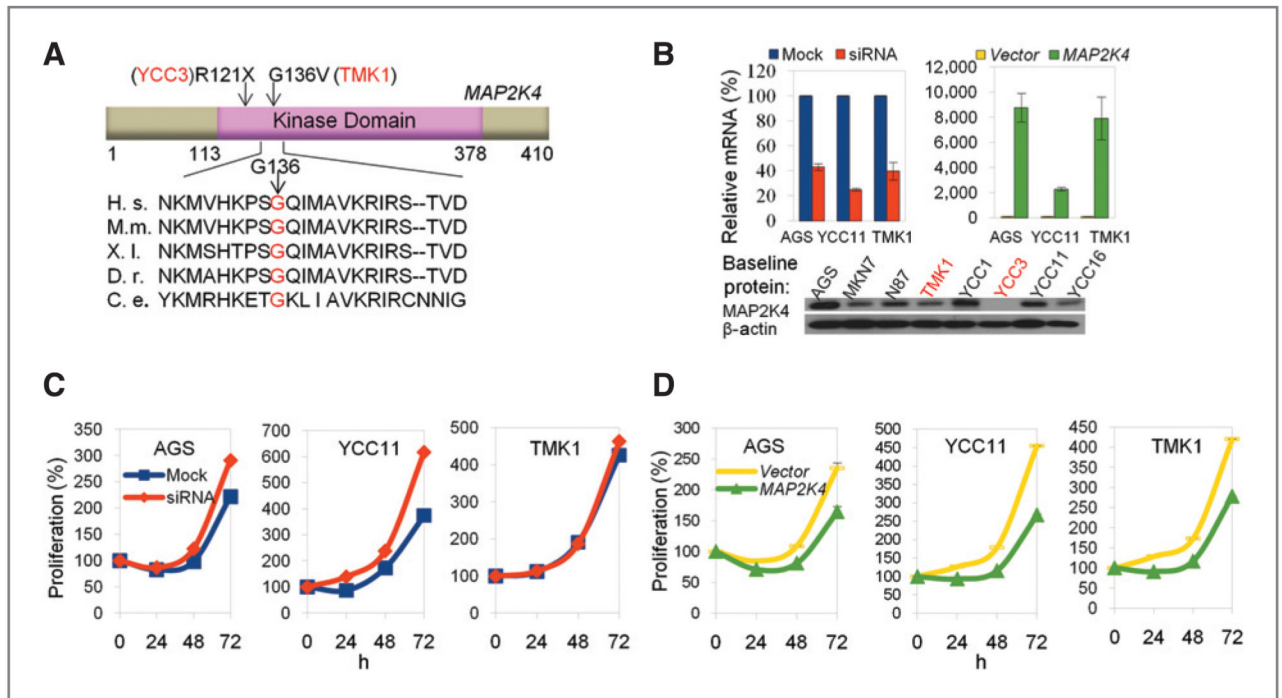 A
(YCC3)R121X G136V (TMK1)
MAP2K4
Kinase Domain
1 113 378 410
G136
H. s. NKMVHKPSGQIMAVKRIRS--TVD
M.m. NKMVHKPSGQIMAVKRIRS--TVD
X. l. NKMSHTPSGQIMAVKRIRS--TVD
D. r. NKMAHKPSGQIMAVKRIRS--TVD
C. e. YKMRHKETGKLIAVKRIRCNNIG
B
Mock siRNA
Relative mRNA (%)
120
100
80
60
40
20
0
AGS YCC11 TMK1
Vector MAP2K4
12,000
10,000
8,000
6,000
4,000
2,000
0
AGS YCC11 TMK1
Baseline
protein:
AGS MKN7 N87 TMK1 YCC1 YCC3 YCC11 YCC16
MAP2K4
β-actin
C
Proliferation (%)
350
300
250
200
150
100
50
0
AGS
Mock
siRNA
0 24 48 72
700
600
500
400
300
200
100
0
YCC11
0 24 48 72
h
500
400
300
200
100
0
TMK1
0 24 48 72
D
Proliferation (%)
300
250
200
150
100
50
0
AGS
Vector
MAP2K4
0 24 48 72
500
450
400
350
300
250
200
150
100
50
0
YCC11
0 24 48 72
h
450
400
350
300
250
200
150
100
50
0
TMK1
0 24 48 72